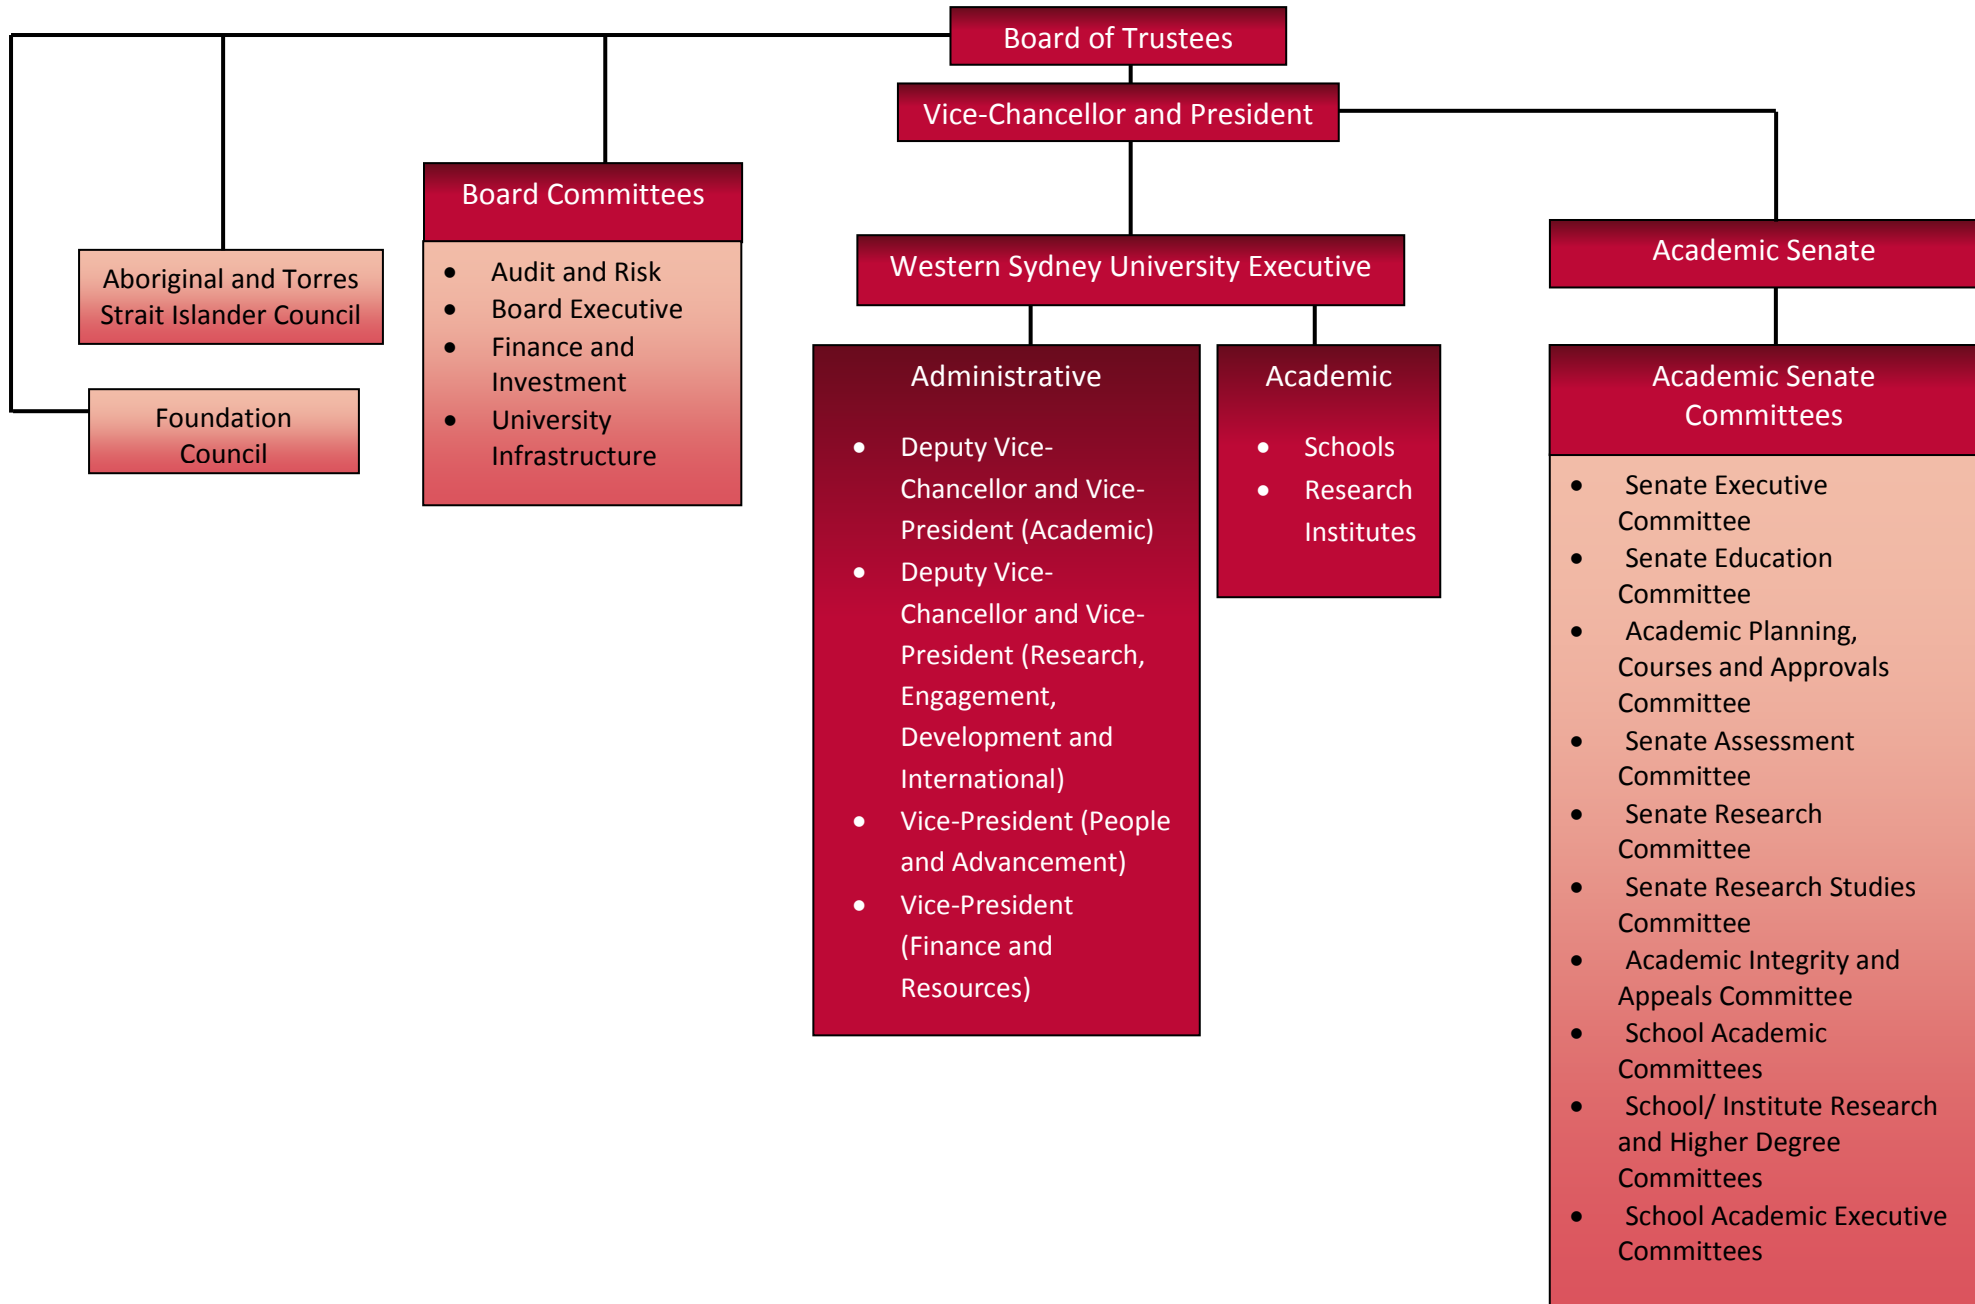 Board of Trustees
Vice-Chancellor and President
Board Committees
• Audit and Risk
• Board Executive
• Finance and
Investment
• University
Infrastructure
Aboriginal and Torres
Strait Islander Council
Foundation
Council
Western Sydney University Executive
Administrative
• Deputy Vice-
Chancellor and Vice-
President (Academic)
• Deputy Vice-
Chancellor and Vice-
President (Research,
Engagement,
Development and
International)
• Vice-President (People
and Advancement)
• Vice-President
(Finance and
Resources)
Academic
• Schools
• Research
Institutes
Academic Senate
Academic Senate
Committees
• Senate Executive
Committee
• Senate Education
Committee
• Academic Planning,
Courses and Approvals
Committee
• Senate Assessment
Committee
• Senate Research
Committee
• Senate Research Studies
Committee
• Academic Integrity and
Appeals Committee
• School Academic
Committees
• School/ Institute Research
and Higher Degree
Committees
• School Academic Executive
Committees